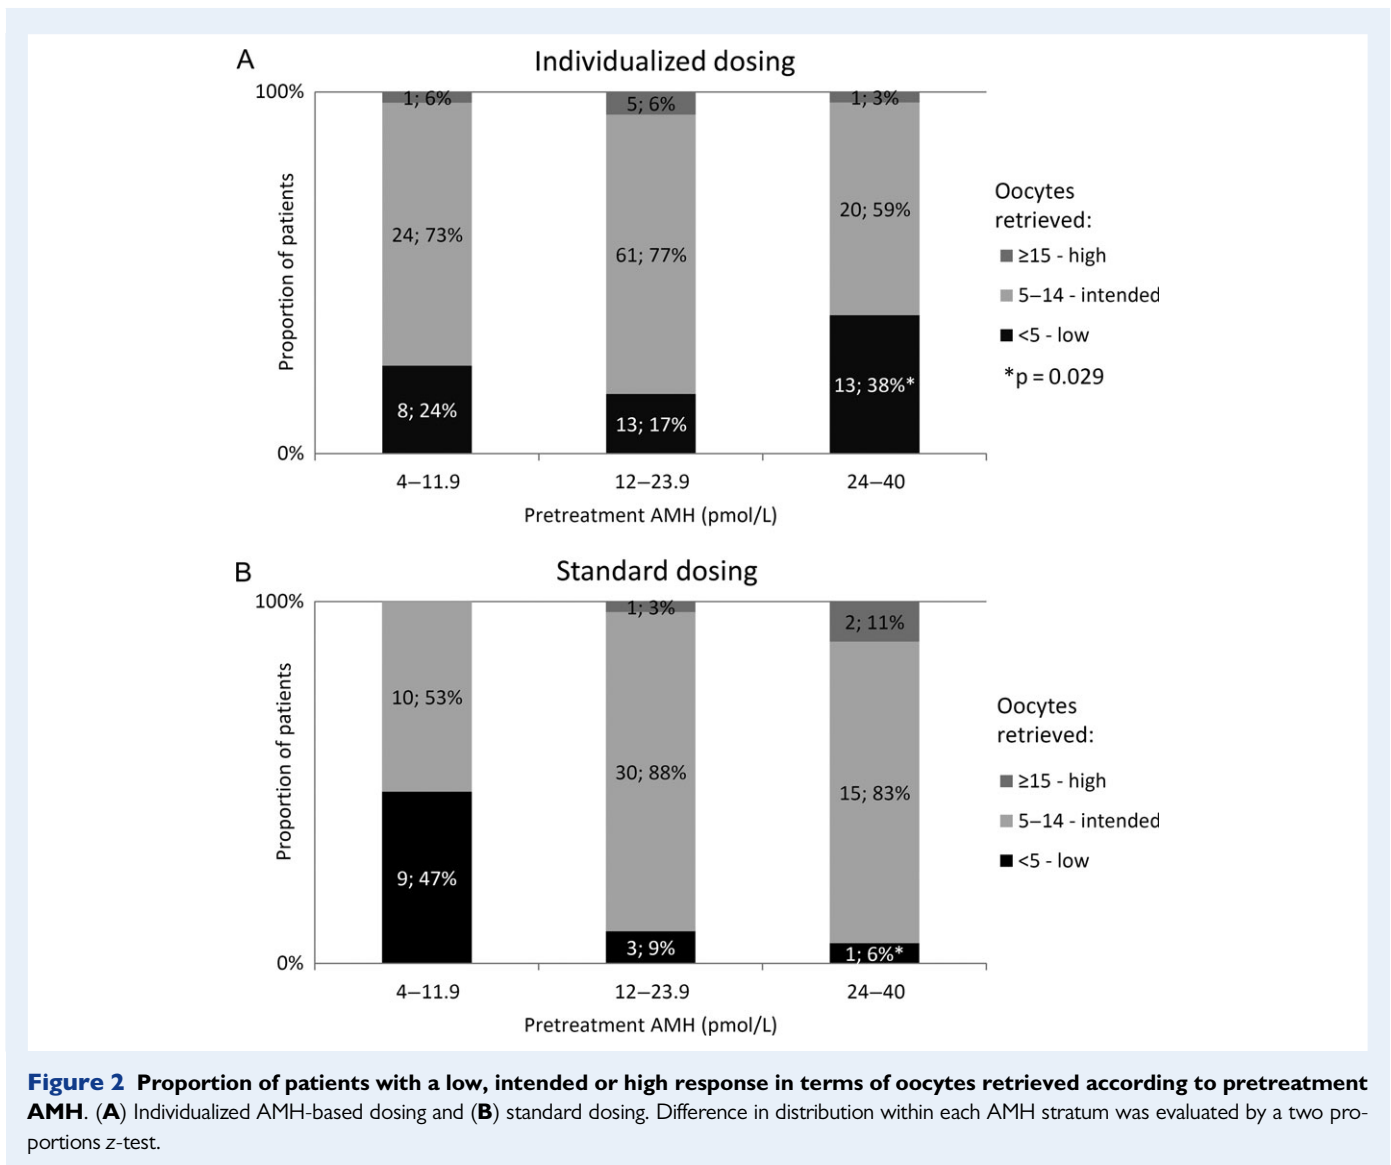 A
Individualized dosing
100%
0%
Proportion of patients
1; 6%
24; 73%
8; 24%
5; 6%
61; 77%
13; 17%
1; 3%
20; 59%
13; 38%*
4–11.9
12–23.9
24–40
Pretreatment AMH (pmol/L)
Oocytes
retrieved:
≥15 - high
5–14 - intended
<5 - low
*p = 0.029
B
Standard dosing
100%
0%
Proportion of patients
10; 53%
9; 47%
1; 3%
30; 88%
3; 9%
2; 11%
15; 83%
1; 6%*
4–11.9
12–23.9
24–40
Pretreatment AMH (pmol/L)
Oocytes
retrieved:
≥15 - high
5–14 - intended
<5 - low
Figure 2 Proportion of patients with a low, intended or high response in terms of oocytes retrieved according to pretreatment
AMH. (A) Individualized AMH-based dosing and (B) standard dosing. Difference in distribution within each AMH stratum was evaluated by a two pro-
portions z-test.